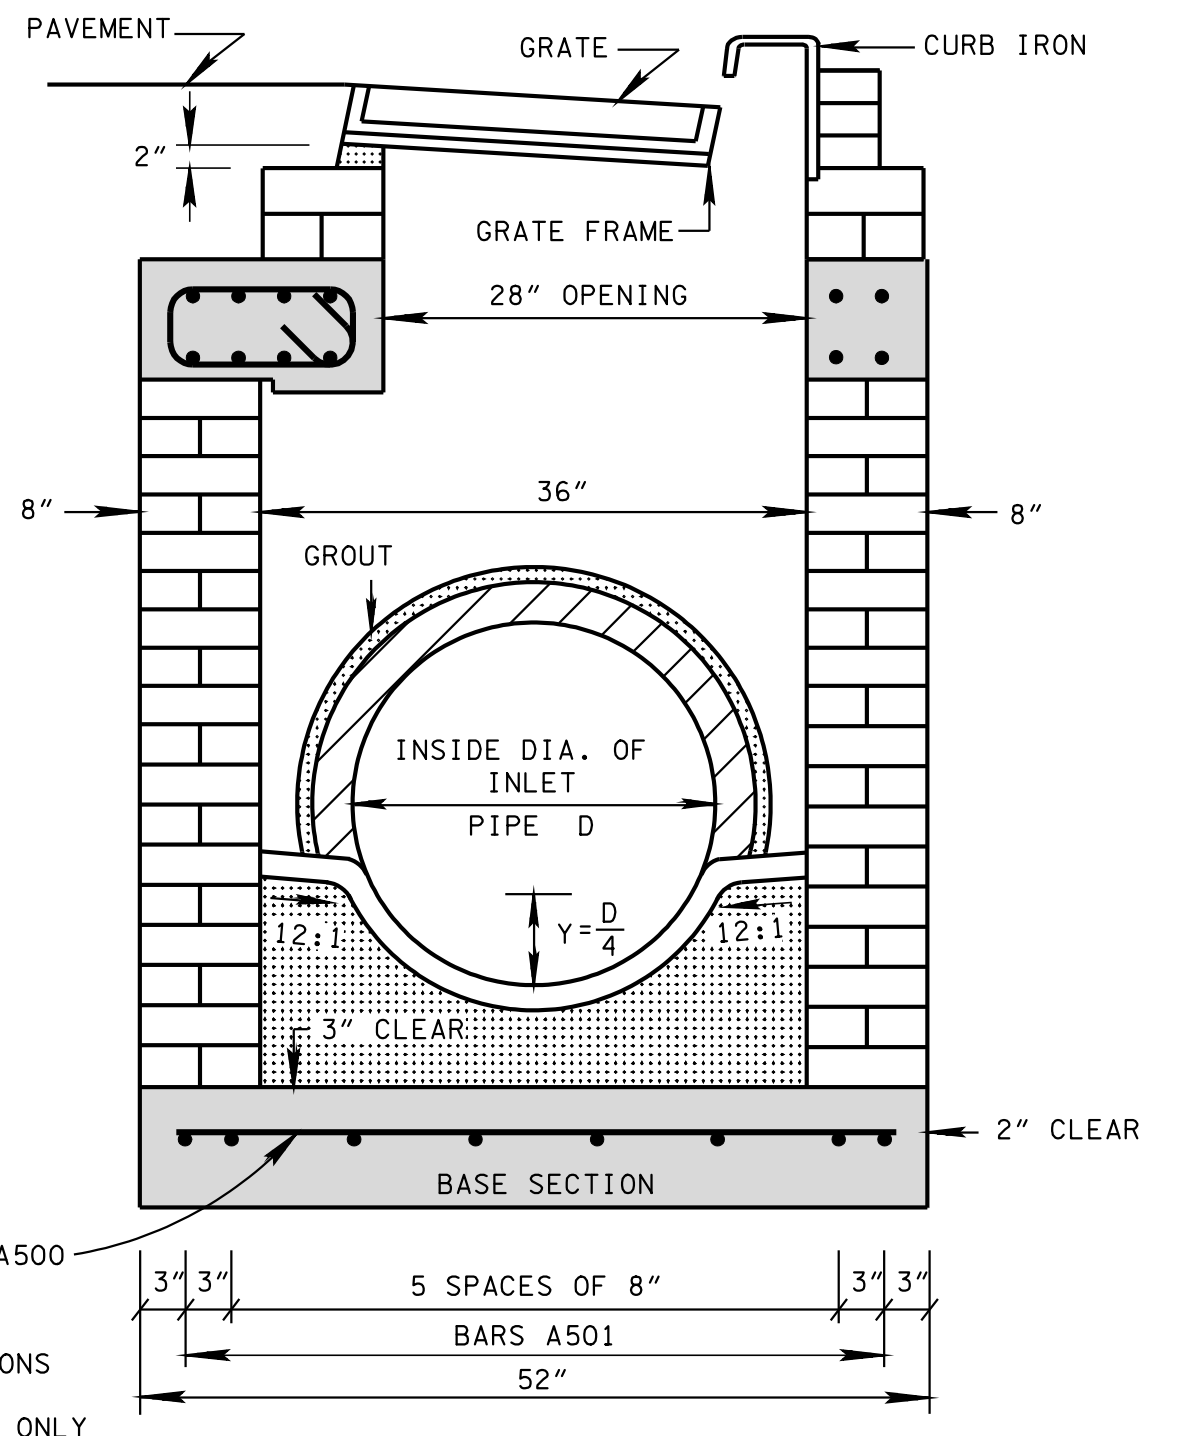 PAVEMENT
GRATE
CURB IRON
2"
GRATE FRAME
28" OPENING
36"
8"
8"
GROUT
INSIDE DIA. OF
INLET
PIPE D
Y=D/4
12:1
12:1
3" CLEAR
2" CLEAR
BASE SECTION
A500
3"
3"
5 SPACES OF 8"
3"
3"
BARS A501
ONS
52"
ONLY